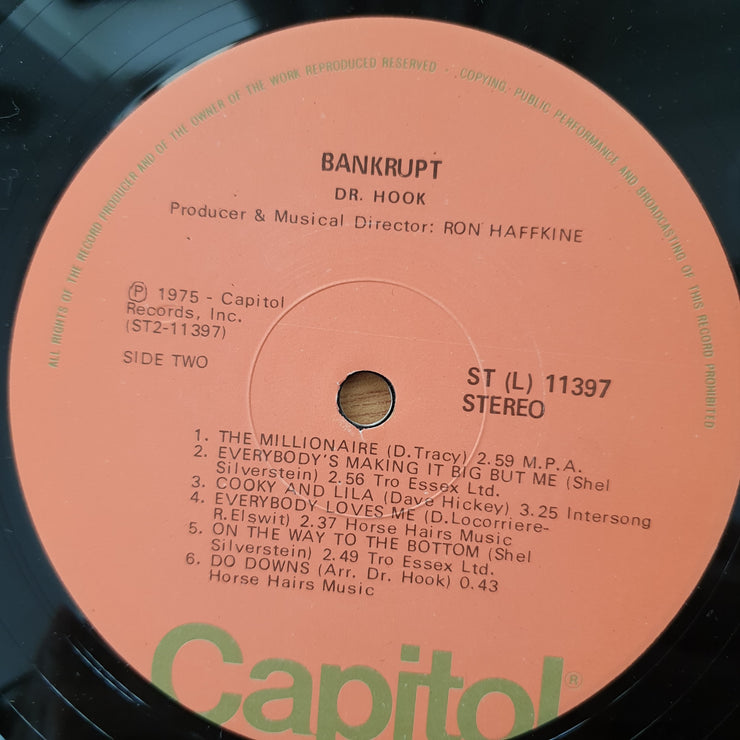 ALL RIGHTS OF THE RECORD PRODUCER AND OF THE OWNER OF THE WORK REPRODUCED RESERVED · COPYING, PUBLIC PERFORMANCE AND BROADCASTING OF THIS RECORD PROHIBITED
BANKRUPT
DR. HOOK
Producer & Musical Director: RON HAFFKINE
℗ 1975 - Capitol
Records, Inc.
(ST2-11397)
SIDE TWO
ST (L) 11397
STEREO
1. THE MILLIONAIRE (D.Tracy) 2.59 M.P.A.
2. EVERYBODY'S MAKING IT BIG BUT ME (Shel
Silverstein) 2.56 Tro Essex Ltd.
3. COOKY AND LILA (Dave Hickey) 3.25 Intersong
4. EVERYBODY LOVES ME (D.Locorriere-
R.Elswit) 2.37 Horse Hairs Music
5. ON THE WAY TO THE BOTTOM (Shel
Silverstein) 2.49 Tro Essex Ltd.
6. DO DOWNS (Arr. Dr. Hook) 0.43
Horse Hairs Music
Capitol®